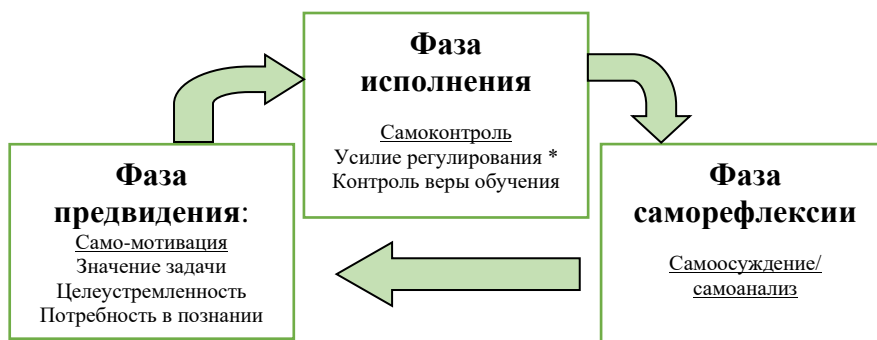 Фаза
исполнения
Самоконтроль
Усилие регулирования *
Контроль веры обучения
Фаза
предвидения:
Само-мотивация
Значение задачи
Целеустремленность
Потребность в познании
Фаза
саморефлексии
Самоосуждение/
самоанализ